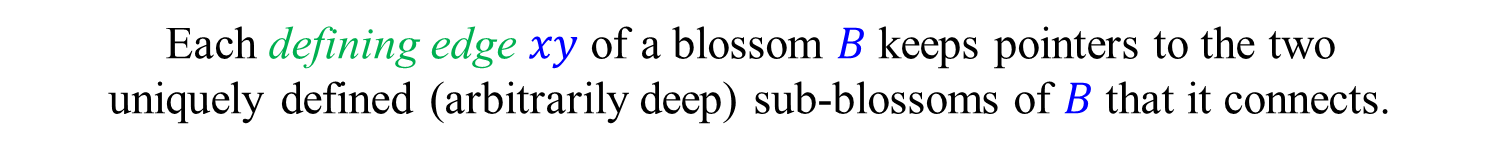 Each defining edge xy of a blossom B keeps pointers to the two
uniquely defined (arbitrarily deep) sub-blossoms of B that it connects.